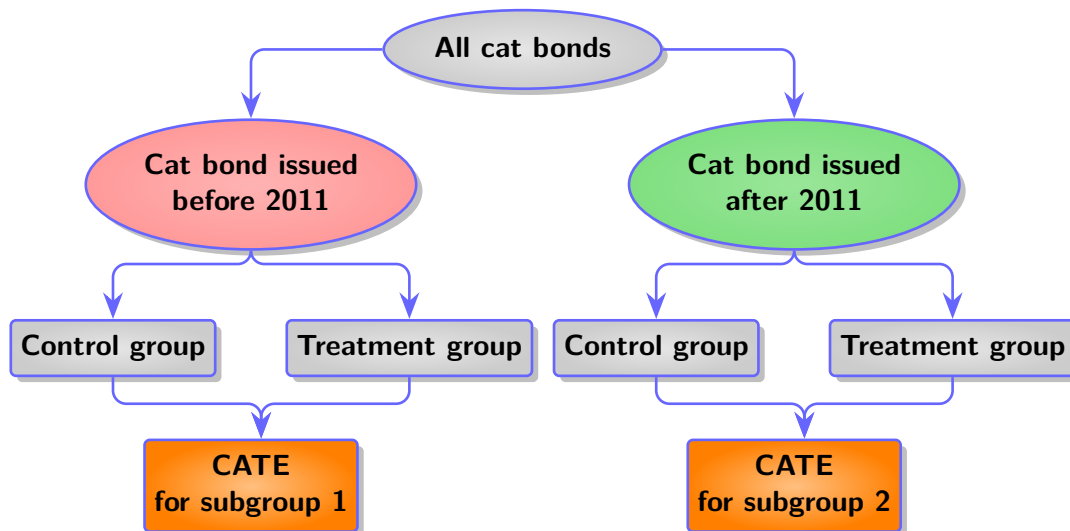 All cat bonds
Cat bond issued
before 2011
Cat bond issued
after 2011
Control group
Treatment group
Control group
Treatment group
CATE
for subgroup 1
CATE
for subgroup 2